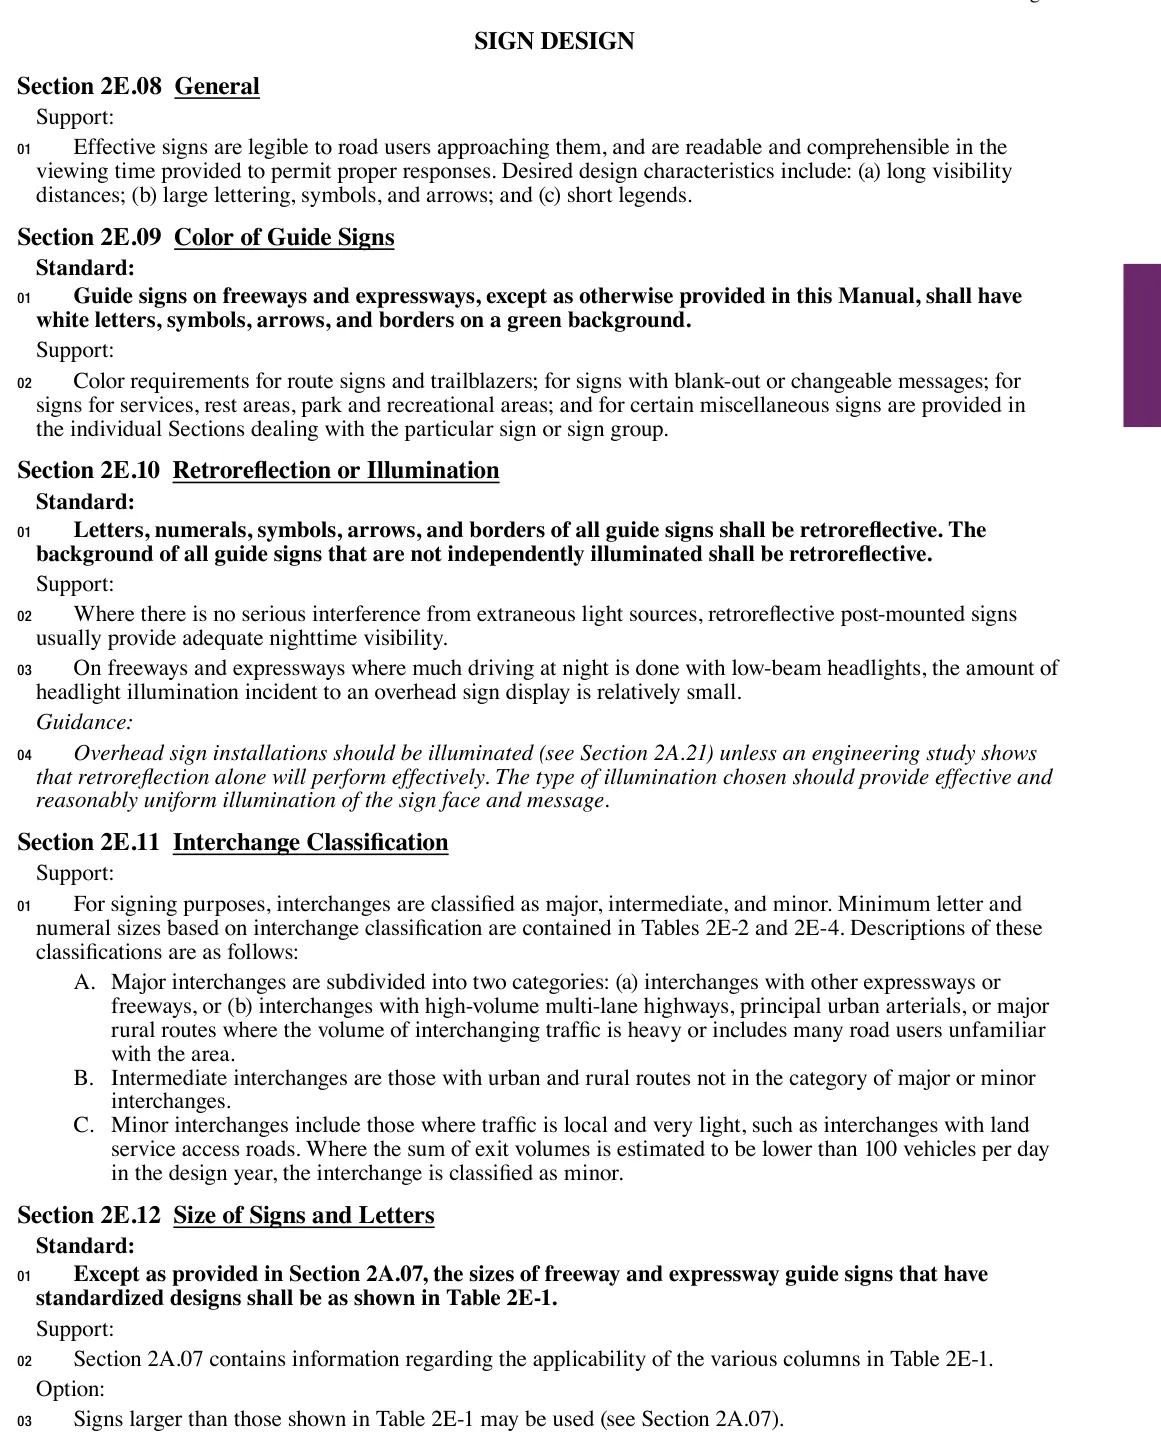 SIGN DESIGN
Section 2E.08 General
Support:
01 Effective signs are legible to road users approaching them, and are readable and comprehensible in the
viewing time provided to permit proper responses. Desired design characteristics include: (a) long visibility
distances; (b) large lettering, symbols, and arrows; and (c) short legends.
Section 2E.09 Color of Guide Signs
Standard:
01 Guide signs on freeways and expressways, except as otherwise provided in this Manual, shall have
white letters, symbols, arrows, and borders on a green background.
Support:
02 Color requirements for route signs and trailblazers; for signs with blank-out or changeable messages; for
signs for services, rest areas, park and recreational areas; and for certain miscellaneous signs are provided in
the individual Sections dealing with the particular sign or sign group.
Section 2E.10 Retroreflection or Illumination
Standard:
01 Letters, numerals, symbols, arrows, and borders of all guide signs shall be retroreflective. The
background of all guide signs that are not independently illuminated shall be retroreflective.
Support:
02 Where there is no serious interference from extraneous light sources, retroreflective post-mounted signs
usually provide adequate nighttime visibility.
03 On freeways and expressways where much driving at night is done with low-beam headlights, the amount of
headlight illumination incident to an overhead sign display is relatively small.
Guidance:
04 Overhead sign installations should be illuminated (see Section 2A.21) unless an engineering study shows
that retroreflection alone will perform effectively. The type of illumination chosen should provide effective and
reasonably uniform illumination of the sign face and message.
Section 2E.11 Interchange Classification
Support:
01 For signing purposes, interchanges are classified as major, intermediate, and minor. Minimum letter and
numeral sizes based on interchange classification are contained in Tables 2E-2 and 2E-4. Descriptions of these
classifications are as follows:
A. Major interchanges are subdivided into two categories: (a) interchanges with other expressways or
freeways, or (b) interchanges with high-volume multi-lane highways, principal urban arterials, or major
rural routes where the volume of interchanging traffic is heavy or includes many road users unfamiliar
with the area.
B. Intermediate interchanges are those with urban and rural routes not in the category of major or minor
interchanges.
C. Minor interchanges include those where traffic is local and very light, such as interchanges with land
service access roads. Where the sum of exit volumes is estimated to be lower than 100 vehicles per day
in the design year, the interchange is classified as minor.
Section 2E.12 Size of Signs and Letters
Standard:
01 Except as provided in Section 2A.07, the sizes of freeway and expressway guide signs that have
standardized designs shall be as shown in Table 2E-1.
Support:
02 Section 2A.07 contains information regarding the applicability of the various columns in Table 2E-1.
Option:
03 Signs larger than those shown in Table 2E-1 may be used (see Section 2A.07).